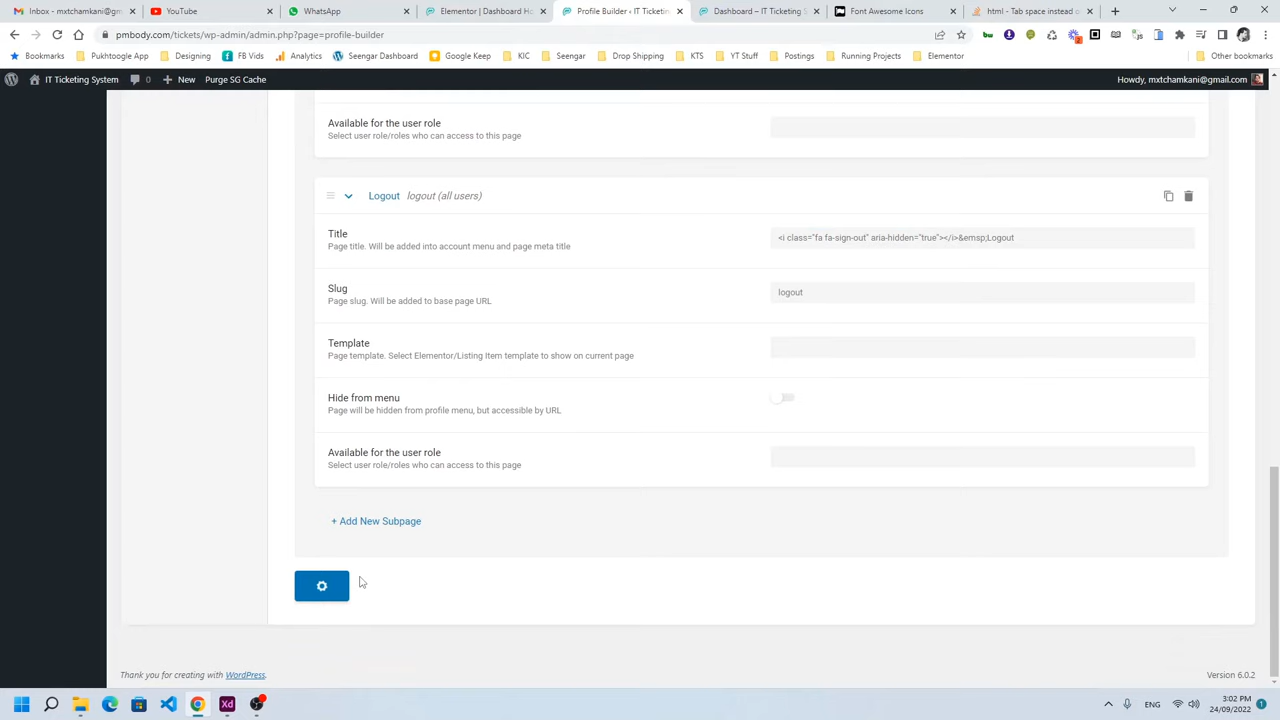 Inbox - mxtchamkani@gm
YouTube
WhatsApp
Elementor | Dashboard Ho
Profile Builder ‹ IT Ticketin
Dashboard — IT Ticketing S
Font Awesome Icons
html - Tab space instead o
pmbody.com/tickets/wp-admin/admin.php?page=profile-builder
Bookmarks
Pukhtoogle App
Designing
FB Vids
Analytics
Seengar Dashboard
Google Keep
KIC
Seengar
Drop Shipping
KTS
YT Stuff
Postings
Running Projects
Elementor
Other bookmarks
IT Ticketing System
0
New
Purge SG Cache
Howdy, mxtchamkani@gmail.com
Available for the user role
Select user role/roles who can access to this page
Logout logout (all users)
Title
<i class="fa fa-sign-out" aria-hidden="true"></i>&emsp;Logout
Page title. Will be added into account menu and page meta title
Slug
logout
Page slug. Will be added to base page URL
Template
Page template. Select Elementor/Listing item template to show on current page
Hide from menu
Page will be hidden from profile menu, but accessible by URL
Available for the user role
Select user role/roles who can access to this page
+ Add New Subpage
Thank you for creating with WordPress.
Version 6.0.2
Xd
ENG
3:02 PM
24/09/2022
1